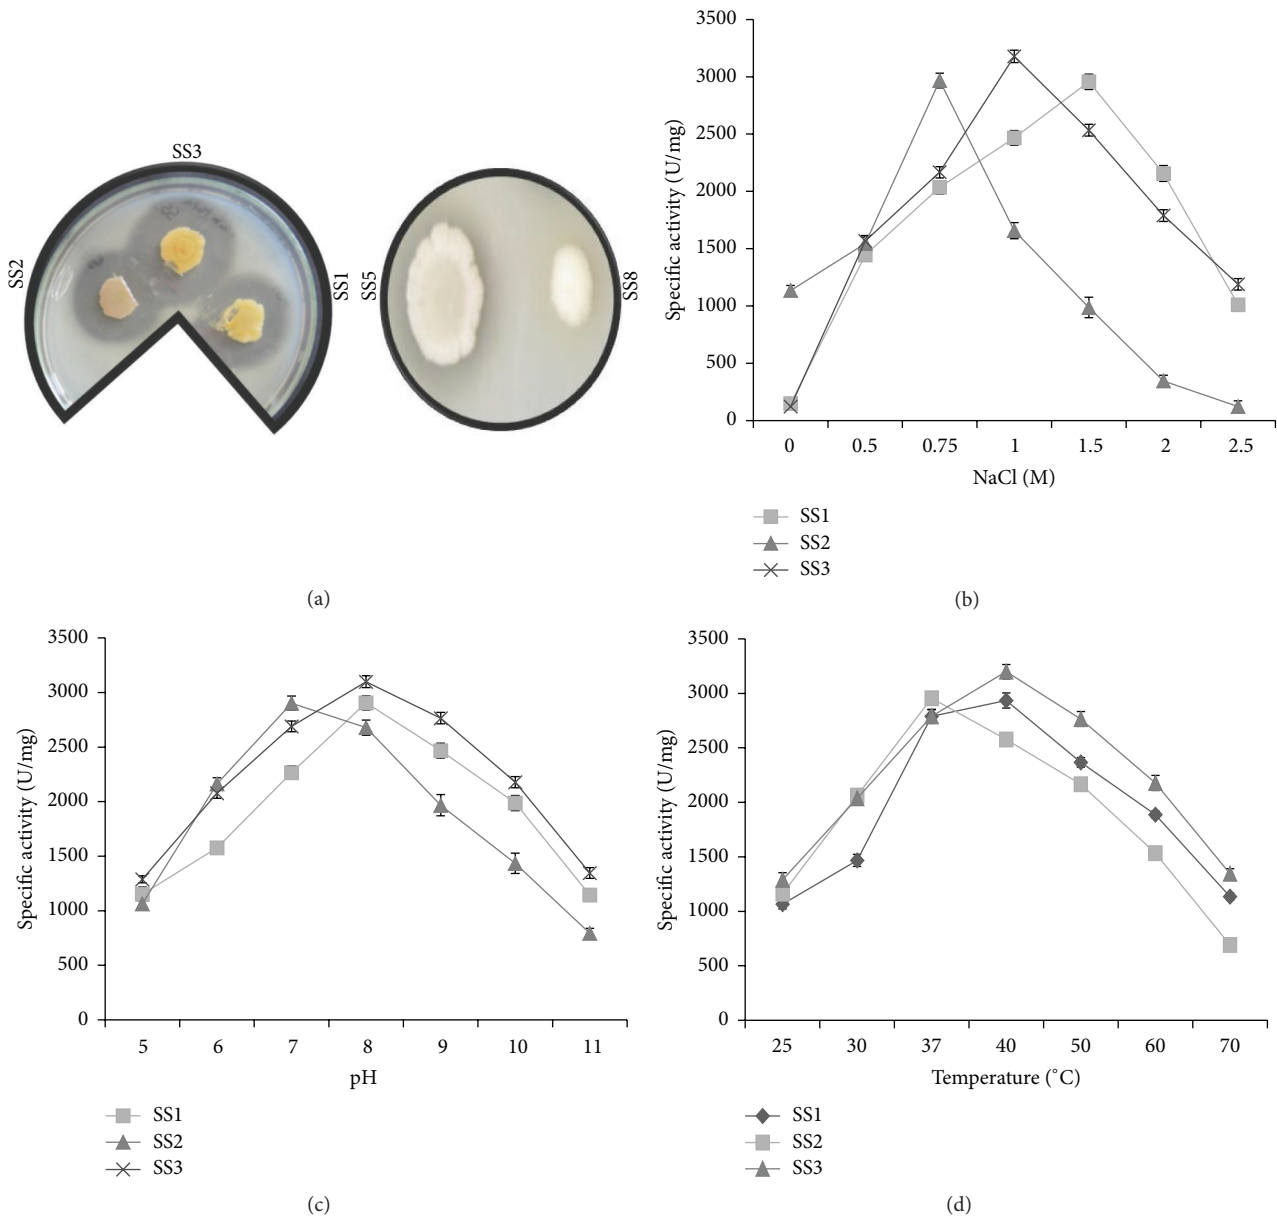 SS3
SS2
SS1
SS5
SS8
(a)
3500
3000
2500
2000
1500
1000
500
0
Specific activity (U/mg)
0 0.5 0.75 1 1.5 2 2.5
NaCl (M)
SS1
SS2
SS3
(b)
3500
3000
2500
2000
1500
1000
500
0
Specific activity (U/mg)
5 6 7 8 9 10 11
pH
SS1
SS2
SS3
(c)
3500
3000
2500
2000
1500
1000
500
0
Specific activity (U/mg)
25 30 37 40 50 60 70
Temperature (°C)
SS1
SS2
SS3
(d)